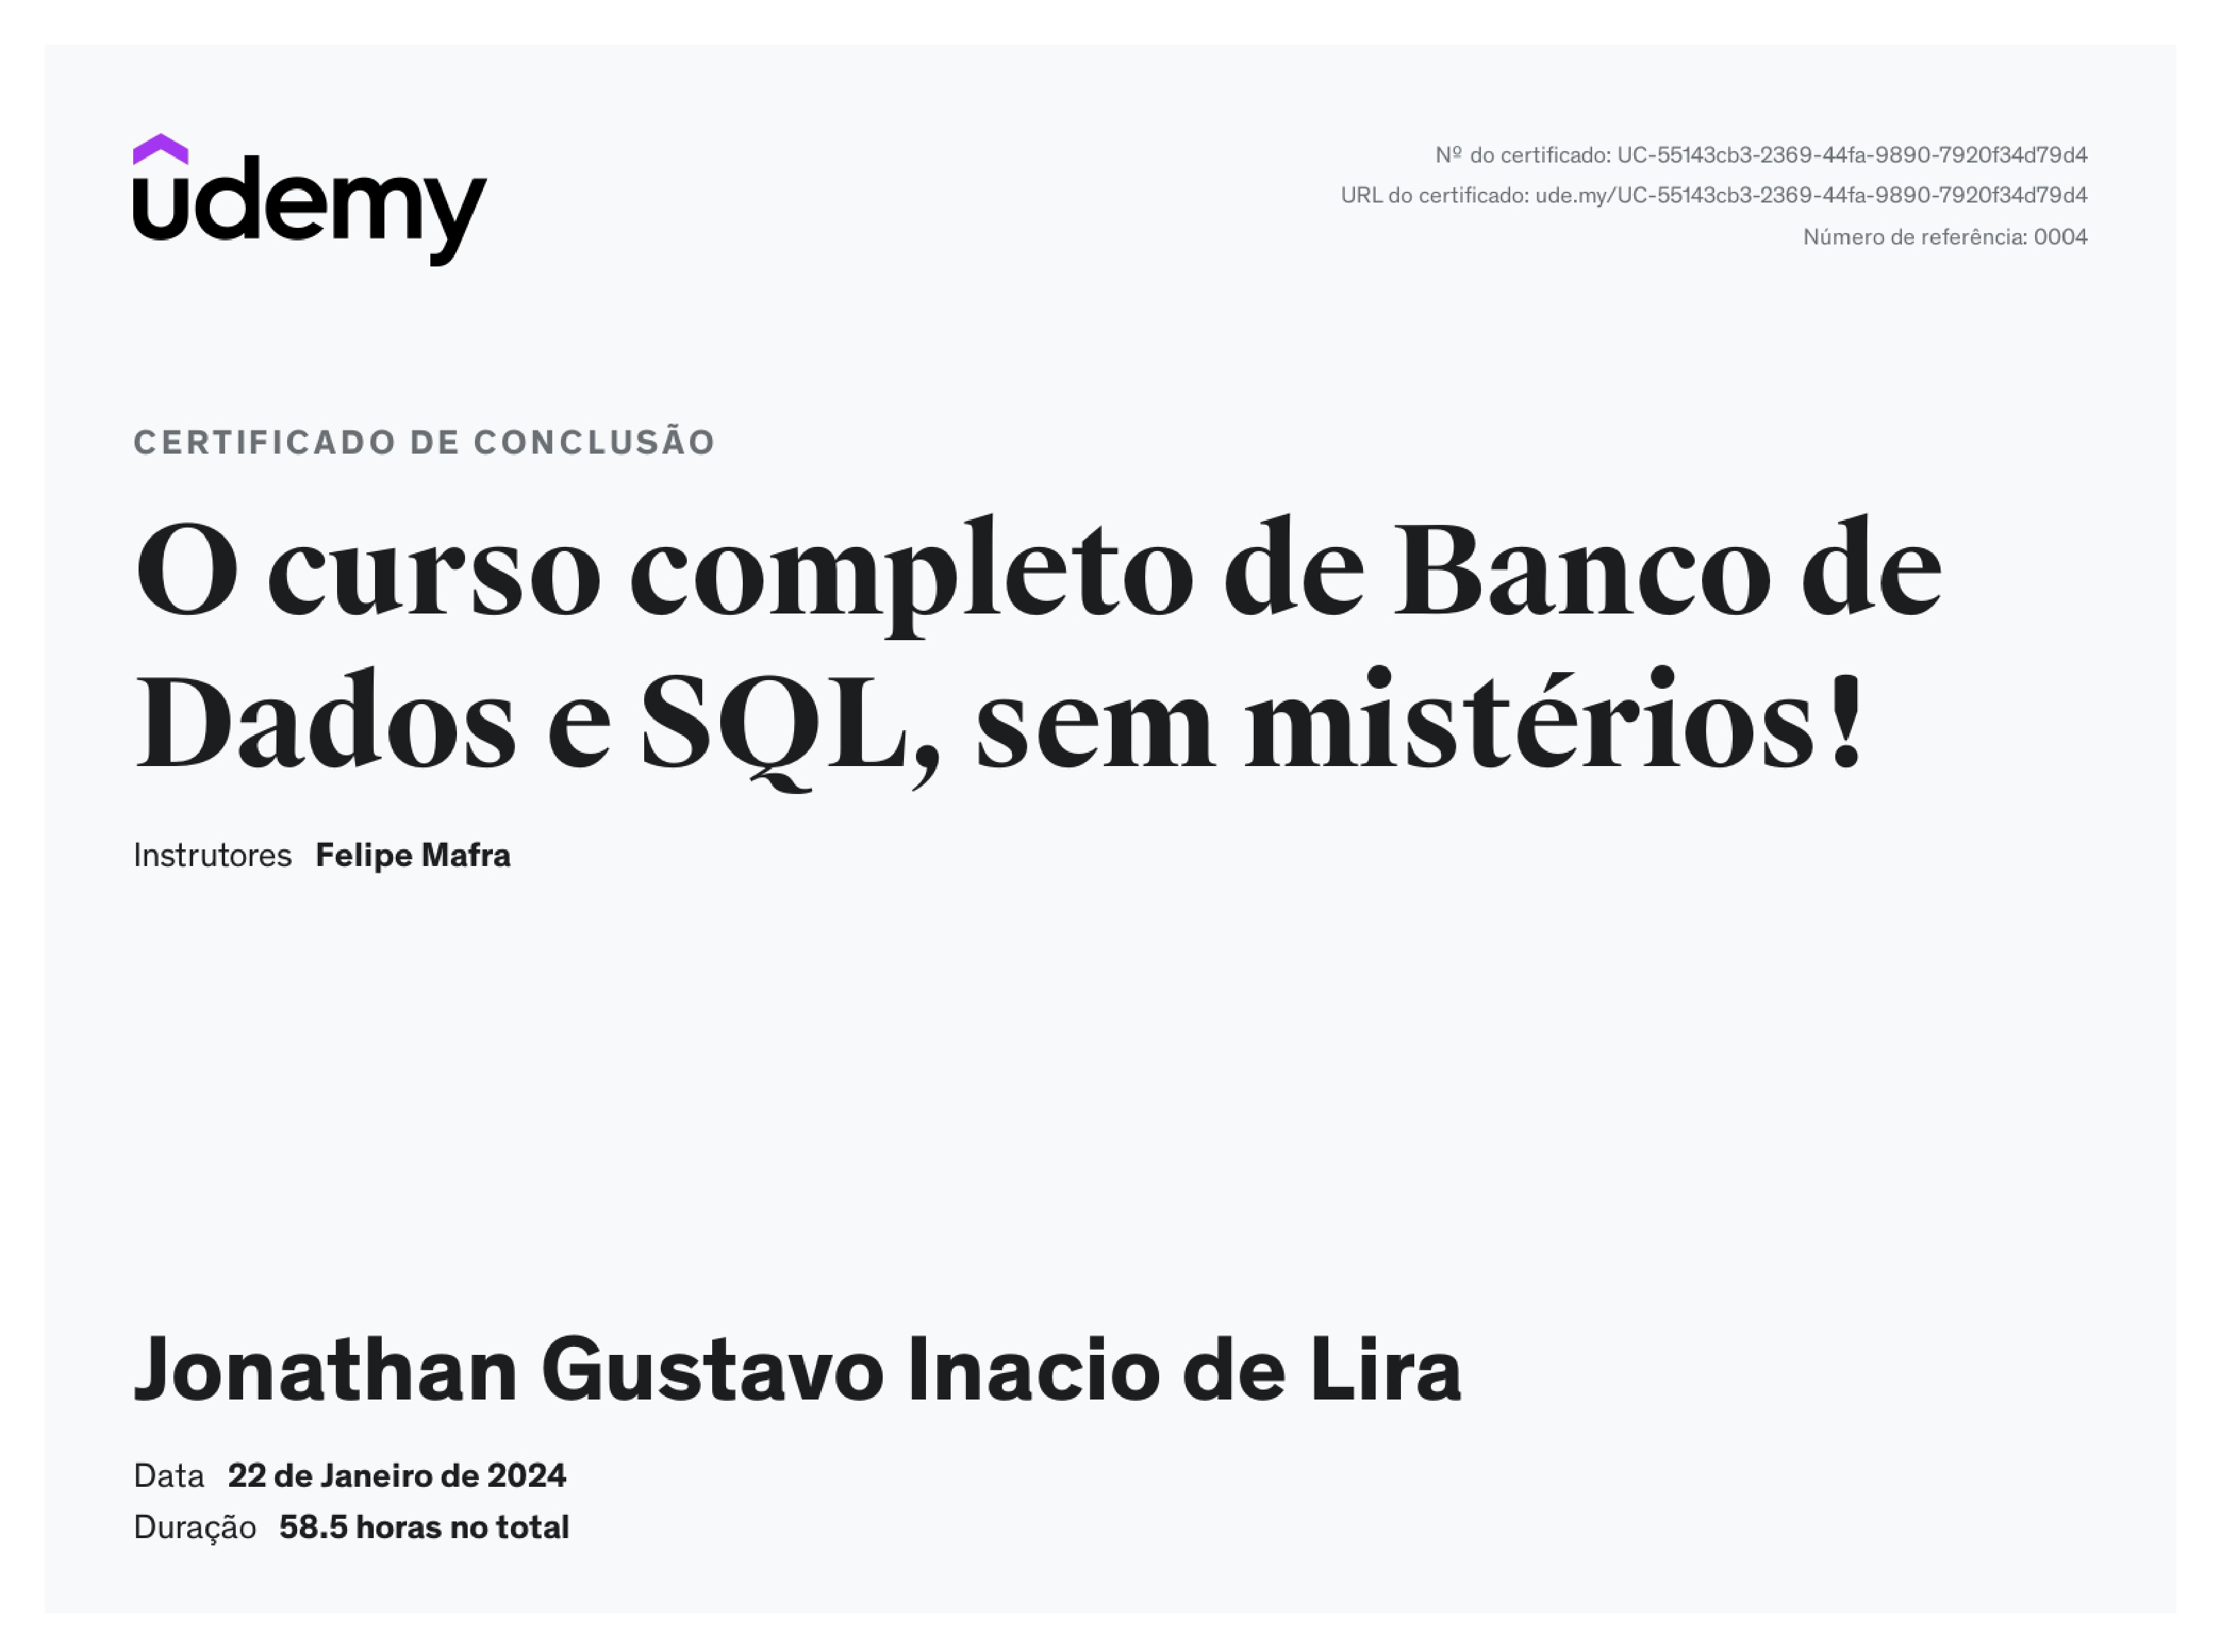 udemy
Nº do certificado: UC-55143cb3-2369-44fa-9890-7920f34d79d4
URL do certificado: ude.my/UC-55143cb3-2369-44fa-9890-7920f34d79d4
Número de referência: 0004
CERTIFICADO DE CONCLUSÃO
O curso completo de Banco de
Dados e SQL, sem mistérios!
Instrutores Felipe Mafra
Jonathan Gustavo Inacio de Lira
Data 22 de Janeiro de 2024
Duração 58.5 horas no total